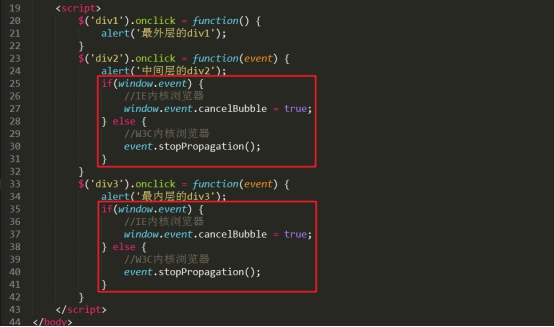 19 <script>
20 $('div1').onclick = function() {
21 alert('最外层的div1');
22 }
23 $('div2').onclick = function(event) {
24 alert('中间层的div2');
25 if(window.event) {
26 //IE内核浏览器
27 window.event.cancelBubble = true;
28 } else {
29 //W3C内核浏览器
30 event.stopPropagation();
31 }
32 }
33 $('div3').onclick = function(event) {
34 alert('最内层的div3');
35 if(window.event) {
36 //IE内核浏览器
37 window.event.cancelBubble = true;
38 } else {
39 //W3C内核浏览器
40 event.stopPropagation();
41 }
42 }
43 </script>
44 </body>